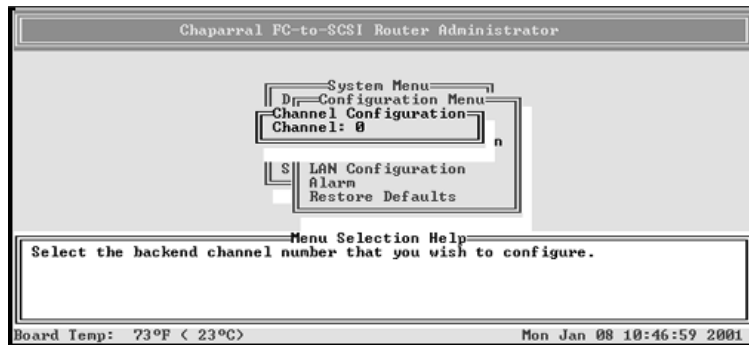 Chaparral FC-to-SCSI Router Administrator
System Menu
D
Configuration Menu
Channel Configuration
Channel: 0
n
S
LAN Configuration
Alarm
Restore Defaults
Menu Selection Help
Select the backend channel number that you wish to configure.
Board Temp: 73ºF ( 23ºC) Mon Jan 08 10:46:59 2001